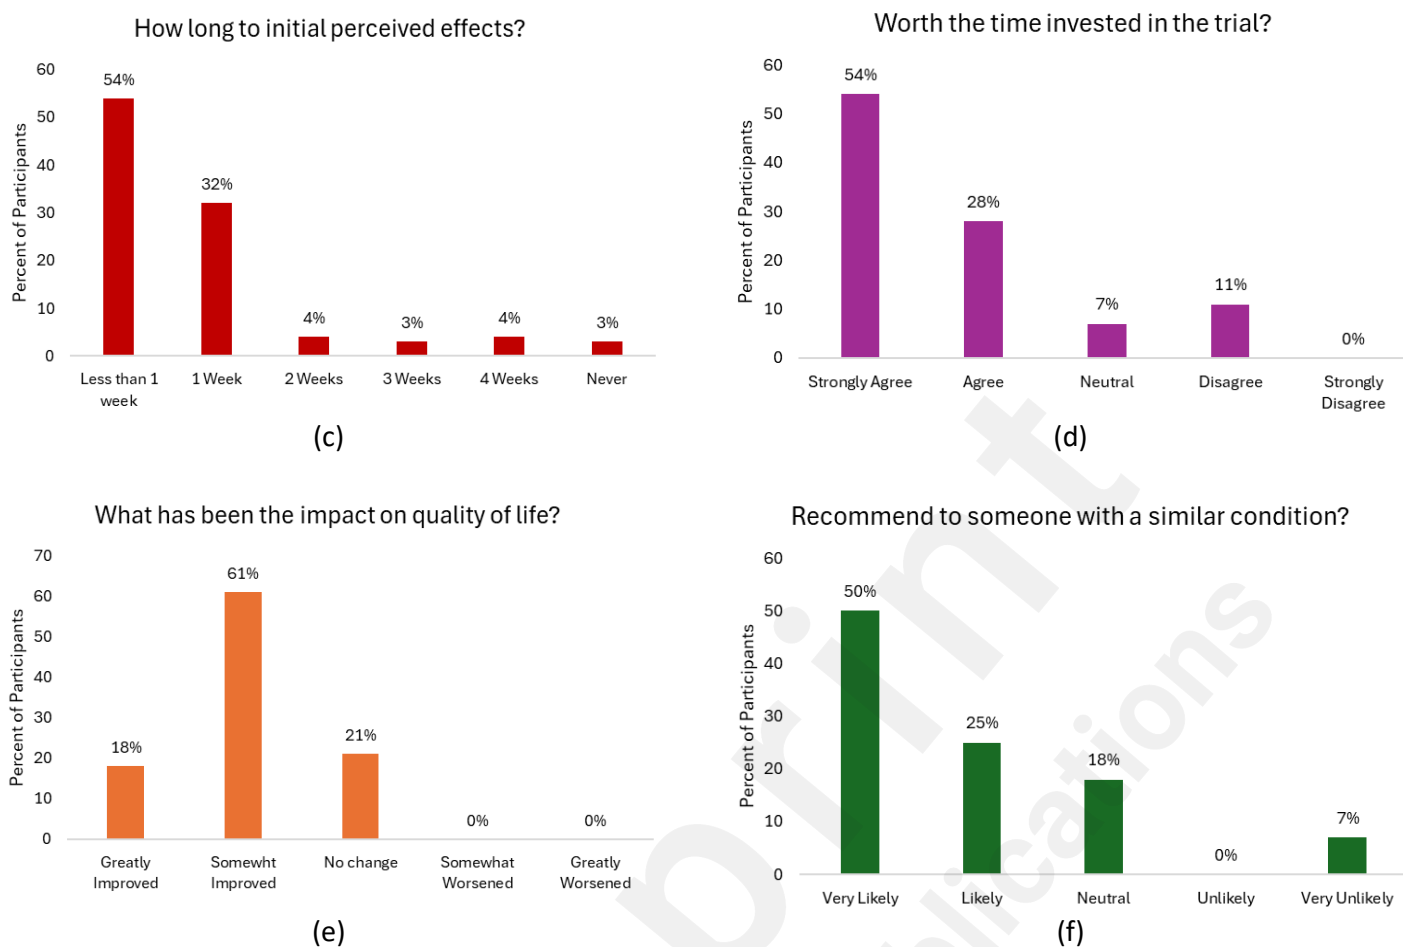 How long to initial perceived effects?
Percent of Participants
60
50
40
30
20
10
0
54%
32%
4%
3%
4%
3%
Less than 1
week
1 Week
2 Weeks
3 Weeks
4 Weeks
Never
(c)
Worth the time invested in the trial?
Percent of Participants
60
50
40
30
20
10
0
54%
28%
7%
11%
0%
Strongly Agree
Agree
Neutral
Disagree
Strongly
Disagree
(d)
What has been the impact on quality of life?
Percent of Participants
70
60
50
40
30
20
10
0
18%
61%
21%
0%
0%
Greatly
Improved
Somewht
Improved
No change
Somewhat
Worsened
Greatly
Worsened
(e)
Recommend to someone with a similar condition?
Percent of Participants
60
50
40
30
20
10
0
50%
25%
18%
0%
7%
Very Likely
Likely
Neutral
Unlikely
Very Unlikely
(f)
print
blications